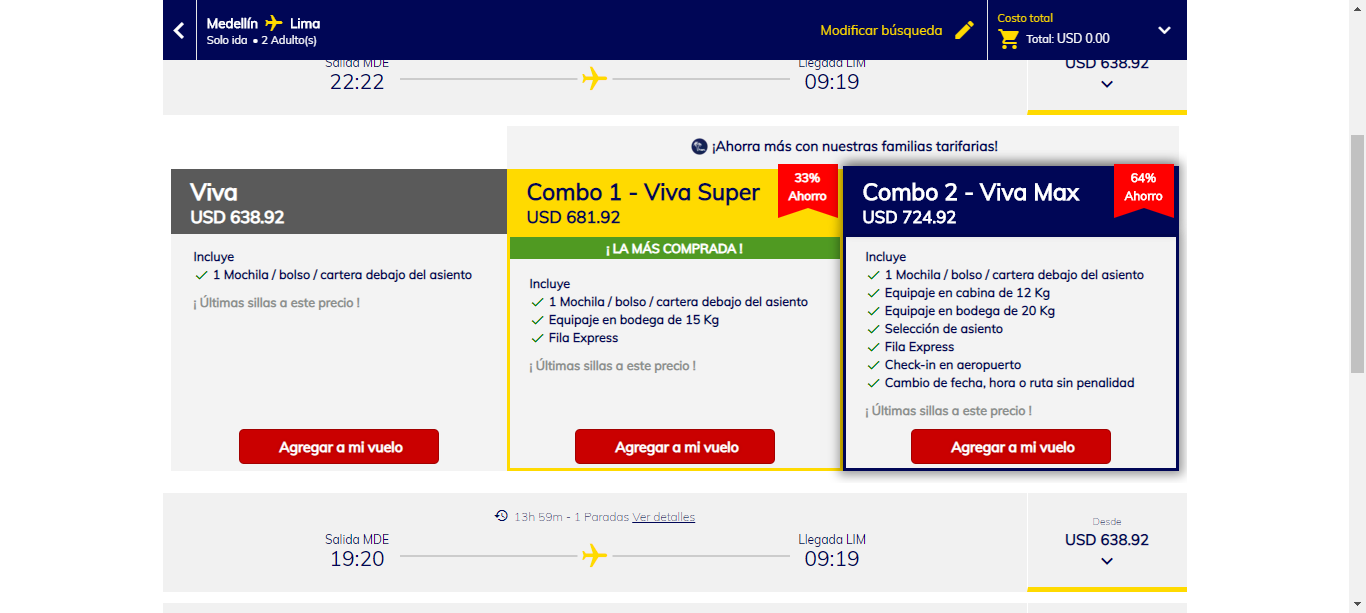 Medellín Lima
Solo ida • 2 Adulto(s)
Modificar búsqueda
Costo total
Total: USD 0.00
Salida MDE
22:22
Llegada LIM
09:19
USD 638.92
¡Ahorra más con nuestras familias tarifarias!
Viva
USD 638.92
Incluye
1 Mochila / bolso / cartera debajo del asiento
¡ Últimas sillas a este precio !
Agregar a mi vuelo
Combo 1 - Viva Super
USD 681.92
33%
Ahorro
¡ LA MÁS COMPRADA !
Incluye
1 Mochila / bolso / cartera debajo del asiento
Equipaje en bodega de 15 Kg
Fila Express
¡ Últimas sillas a este precio !
Agregar a mi vuelo
Combo 2 - Viva Max
USD 724.92
64%
Ahorro
Incluye
1 Mochila / bolso / cartera debajo del asiento
Equipaje en cabina de 12 Kg
Equipaje en bodega de 20 Kg
Selección de asiento
Fila Express
Check-in en aeropuerto
Cambio de fecha, hora o ruta sin penalidad
¡ Últimas sillas a este precio !
Agregar a mi vuelo
13h 59m - 1 Paradas Ver detalles
Salida MDE
19:20
Llegada LIM
09:19
Desde
USD 638.92